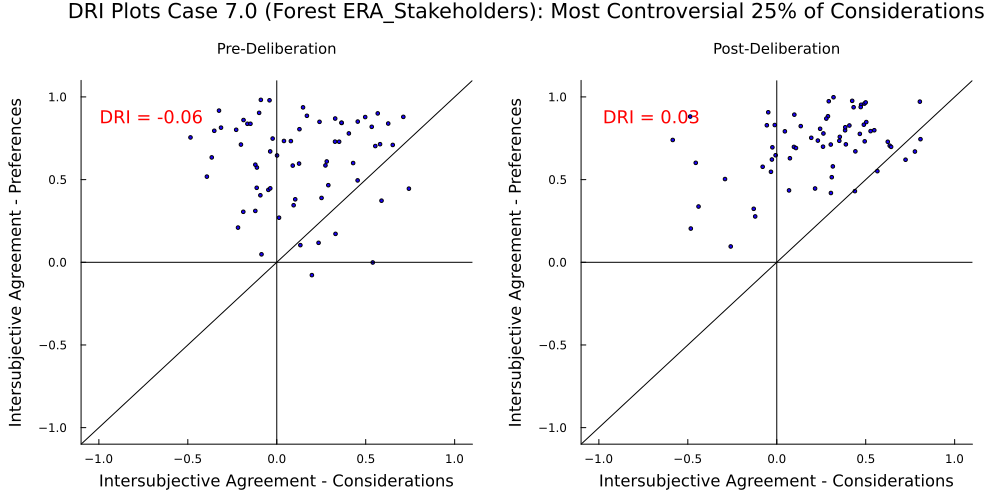 DRI Plots Case 7.0 (Forest ERA_Stakeholders): Most Controversial 25% of Considerations
Pre-Deliberation
Intersubjective Agreement - Preferences
1.0
0.5
0.0
−0.5
−1.0
DRI = -0.06
−1.0
−0.5
0.0
0.5
1.0
Intersubjective Agreement - Considerations
Post-Deliberation
Intersubjective Agreement - Preferences
1.0
0.5
0.0
−0.5
−1.0
DRI = 0.03
−1.0
−0.5
0.0
0.5
1.0
Intersubjective Agreement - Considerations